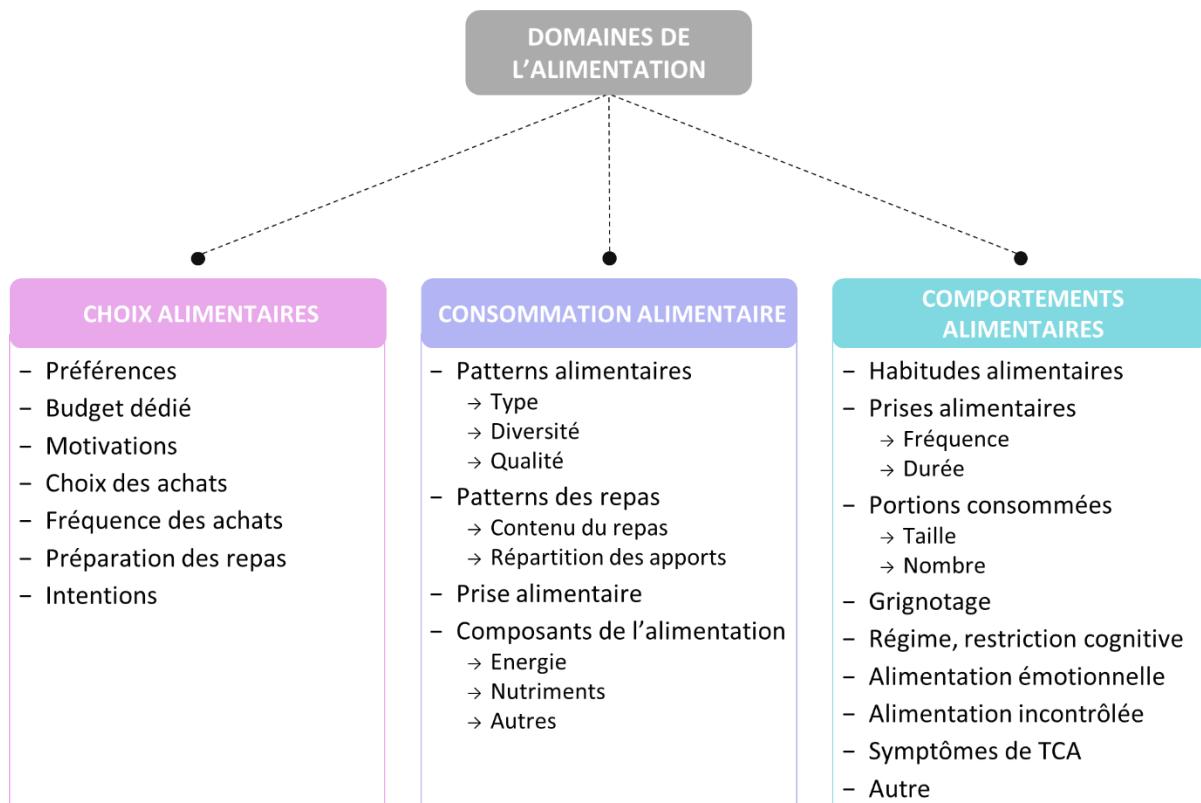 DOMAINES DE
L’ALIMENTATION
CHOIX ALIMENTAIRES
– Préférences
– Budget dédié
– Motivations
– Choix des achats
– Fréquence des achats
– Préparation des repas
– Intentions
CONSOMMATION ALIMENTAIRE
– Patterns alimentaires
→ Type
→ Diversité
→ Qualité
– Patterns des repas
→ Contenu du repas
→ Répartition des apports
– Prise alimentaire
– Composants de l’alimentation
→ Energie
→ Nutriments
→ Autres
COMPORTEMENTS
ALIMENTAIRES
– Habitudes alimentaires
– Prises alimentaires
→ Fréquence
→ Durée
– Portions consommées
→ Taille
→ Nombre
– Grignotage
– Régime, restriction cognitive
– Alimentation émotionnelle
– Alimentation incontrôlée
– Symptômes de TCA
– Autre